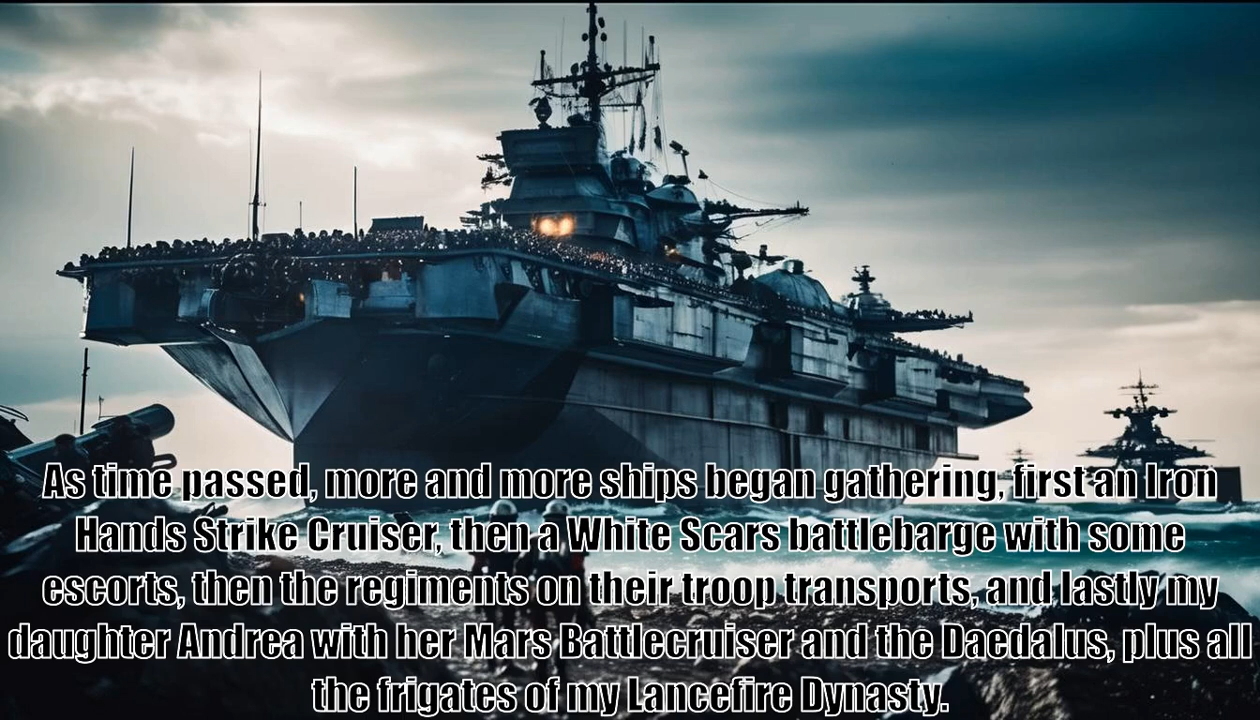 As time passed, more and more ships began gathering, first an Iron
Hands Strike Cruiser, then a White Scars battlebarge with some
escorts, then the regiments on their troop transports, and lastly my
daughter Andrea with her Mars Battlecruiser and the Daedalus, plus all
the frigates of my Lancefire Dynasty.